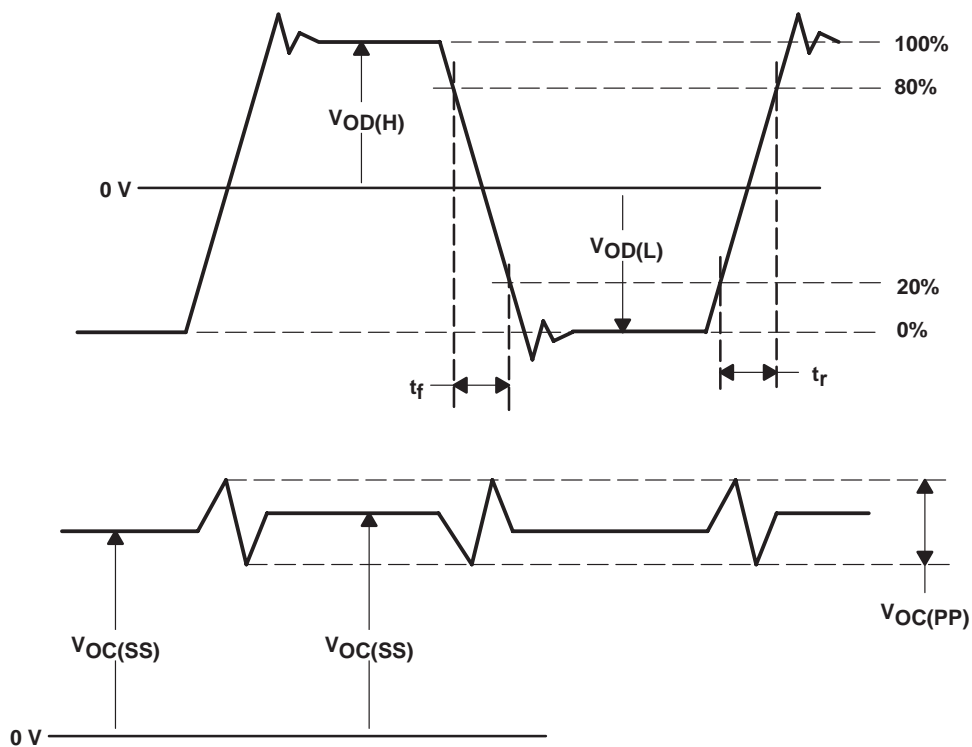 100%
80%
VOD(H)
0 V
VOD(L)
20%
0%
tf
tr
VOC(PP)
VOC(SS)
VOC(SS)
0 V